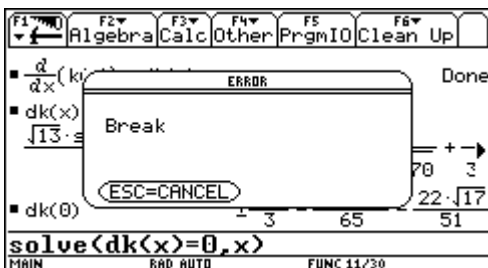 F1 F2 F3 F4 F5 F6
Algebra Calc Other PrgmIO Clean Up
d/dx(k Done
ERROR
dk(x)
√13·s
Break
70 3
ESC=CANCEL
22·√17
dk(0) 3 65 51
solve(dk(x)=0,x)
MAIN RAD AUTO FUNC 11/30